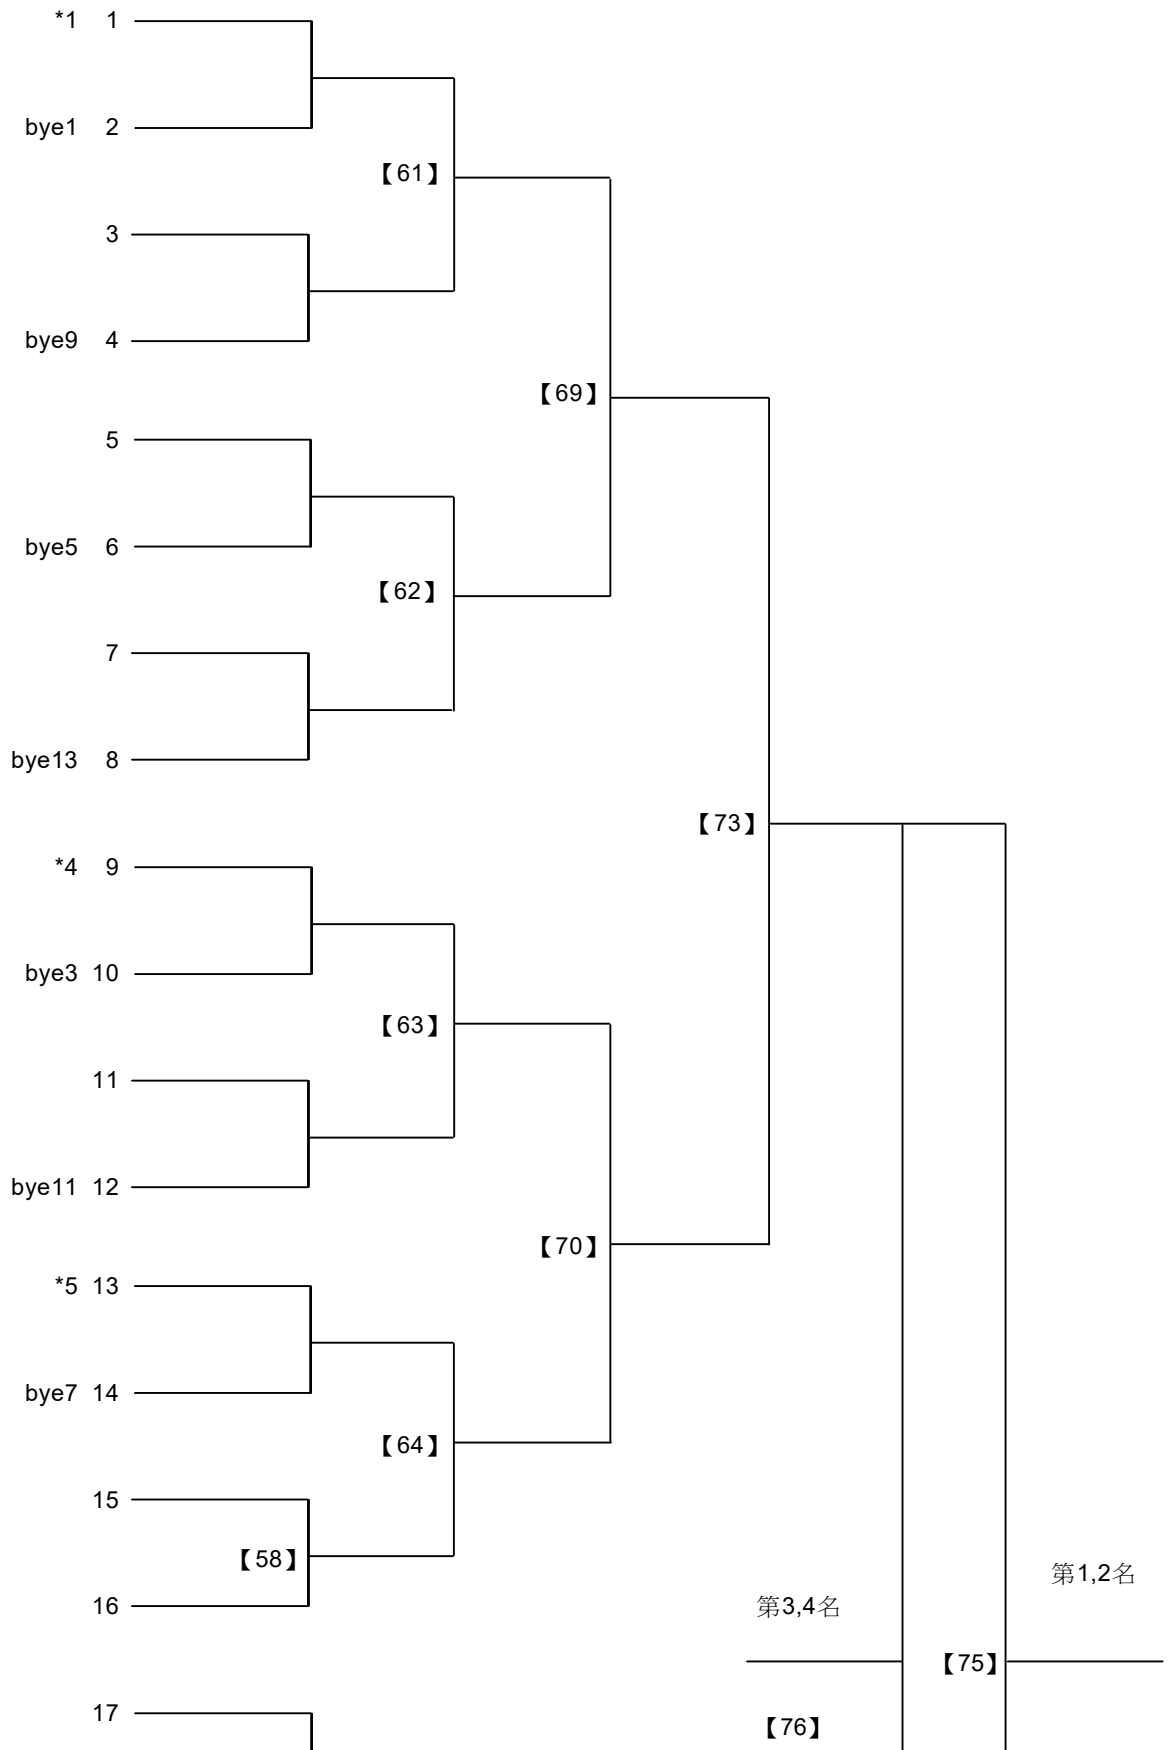 *1 1
bye1 2
【61】
3
bye9 4
【69】
5
bye5 6
【62】
7
bye13 8
【73】
*4 9
bye3 10
【63】
11
bye11 12
【70】
*5 13
bye7 14
【64】
15
【58】
第1,2名
16
第3,4名
【75】
17
【76】